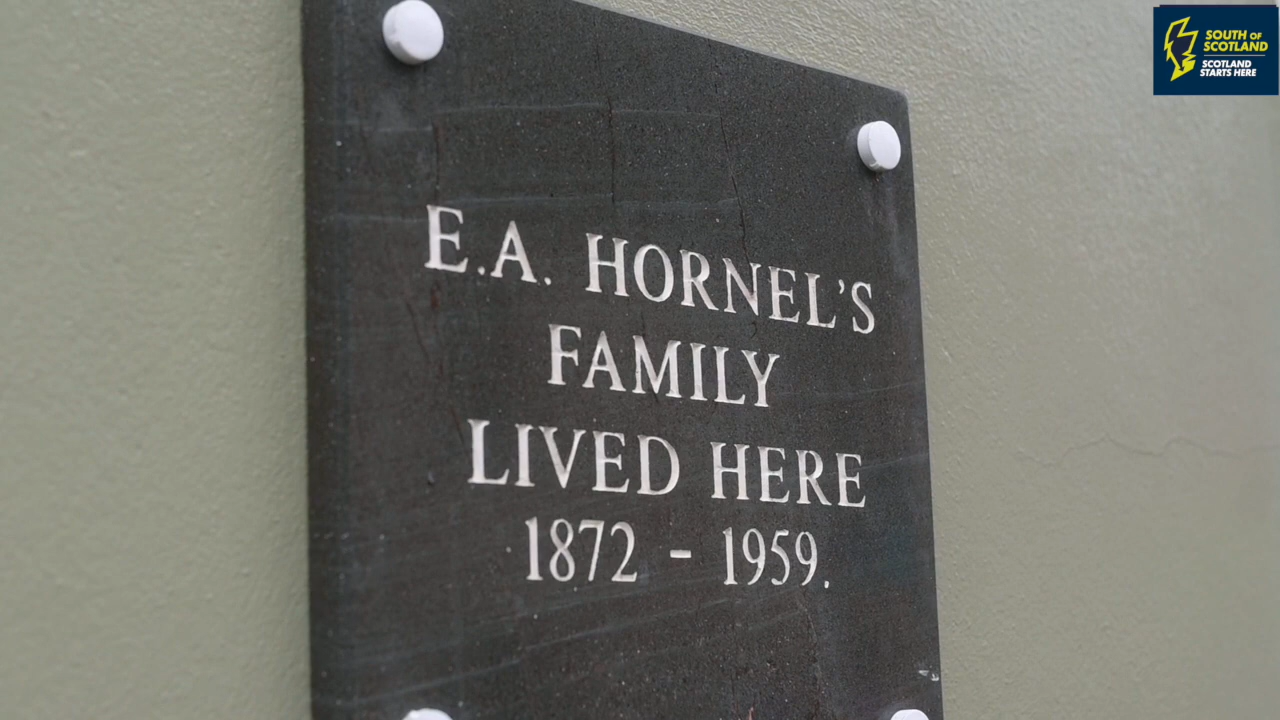 SOUTH OF
SCOTLAND
SCOTLAND
STARTS HERE
E.A. HORNEL'S
FAMILY
LIVED HERE
1872 - 1959.